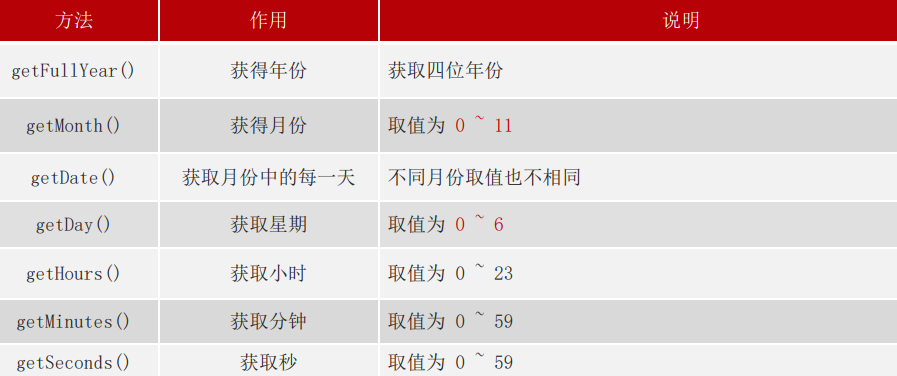 方法 作用 说明
getFullYear() 获得年份 获取四位年份
getMonth() 获得月份 取值为 0 ~ 11
getDate() 获取月份中的每一天 不同月份取值也不相同
getDay() 获取星期 取值为 0 ~ 6
getHours() 获取小时 取值为 0 ~ 23
getMinutes() 获取分钟 取值为 0 ~ 59
getSeconds() 获取秒 取值为 0 ~ 59